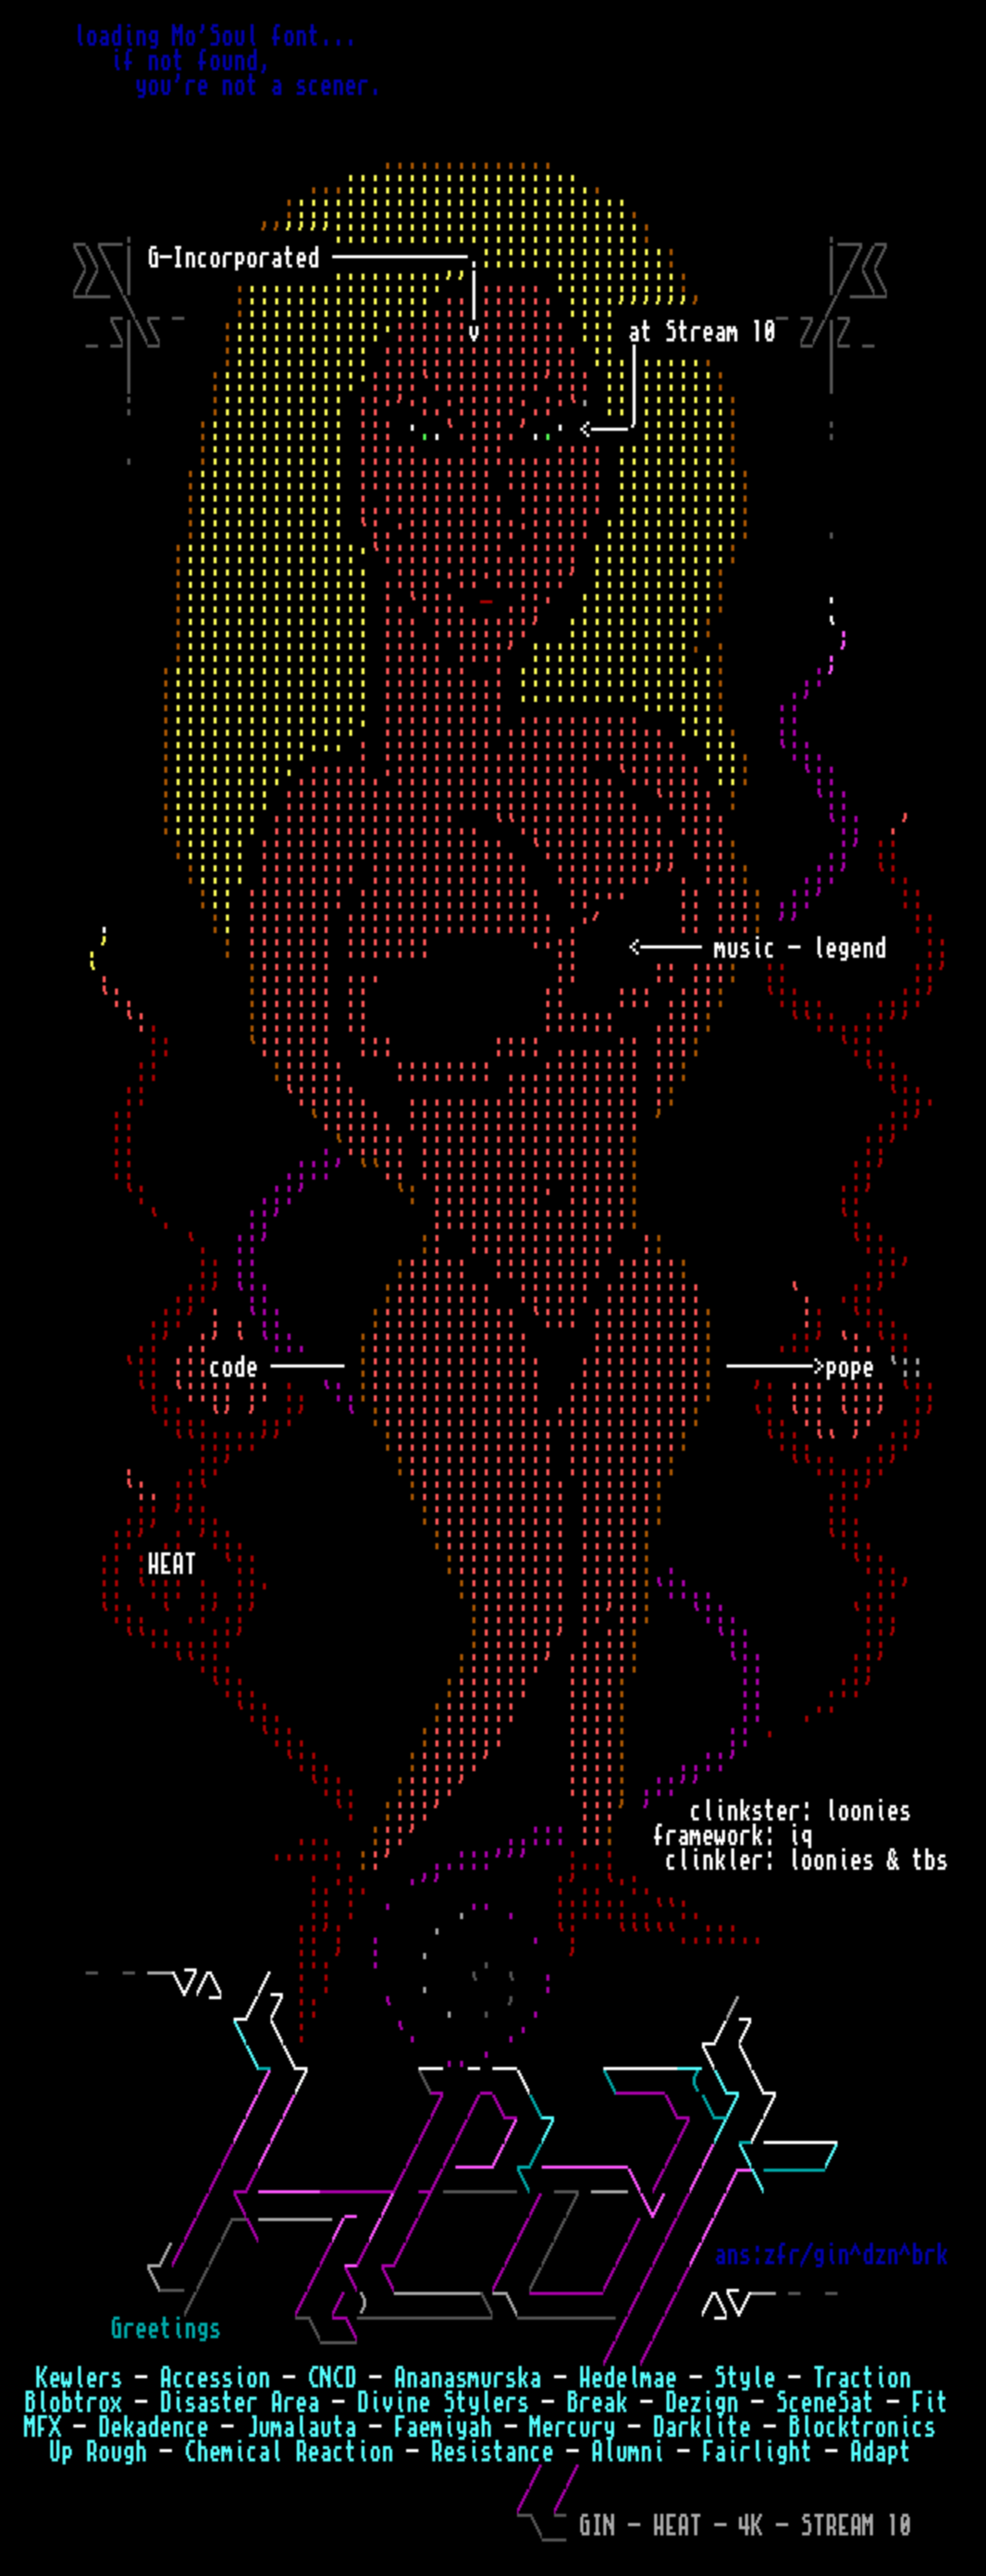 loading Mo'Soul font...
if not found,
you're not a scener.
G-Incorporated
at Stream 10
music - legend
code
pope
HEAT
clinkster: loonies
framework: iq
clinkler: loonies & tbs
ans:zfr/gin^dzn^brk
Greetings
Kewlers - Accession - CNCD - Ananasmurska - Hedelmae - Style - Traction
Blobtrox - Disaster Area - Divine Stylers - Break - Dezign - SceneSat - Fit
MFX - Dekadence - Jumalauta - Faemiyah - Mercury - Darklite - Blocktronics
Up Rough - Chemical Reaction - Resistance - Alumni - Fairlight - Adapt
GIN - HEAT - 4K - STREAM 10